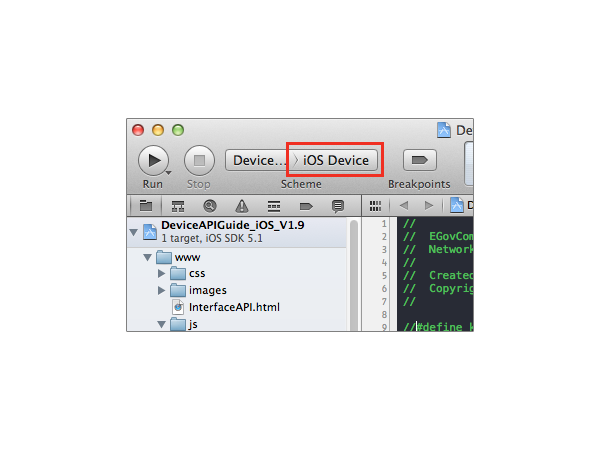 De
Device... iOS Device
Run Stop Scheme Breakpoints
D
DeviceAPIGuide_iOS_V1.9
1 target, iOS SDK 5.1
www
css
images
InterfaceAPI.html
js
1 //
2 // EGovCom
3 // Network
4 //
5 // Created
6 // Copyrig
7 //
8
9 //#define k